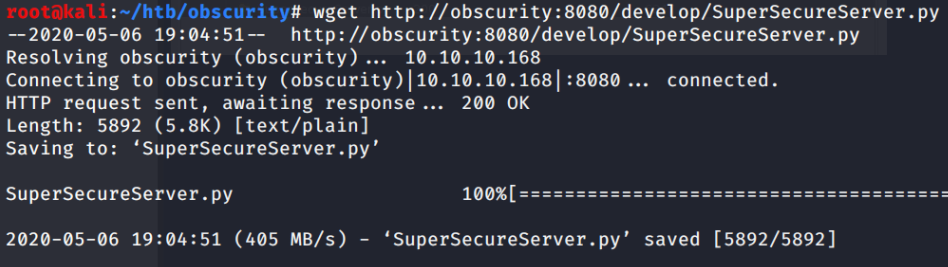 root@kali:~/htb/obscurity# wget http://obscurity:8080/develop/SuperSecureServer.py
--2020-05-06 19:04:51-- http://obscurity:8080/develop/SuperSecureServer.py
Resolving obscurity (obscurity)... 10.10.10.168
Connecting to obscurity (obscurity)|10.10.10.168|:8080... connected.
HTTP request sent, awaiting response... 200 OK
Length: 5892 (5.8K) [text/plain]
Saving to: ‘SuperSecureServer.py’
SuperSecureServer.py 100%[======================================
2020-05-06 19:04:51 (405 MB/s) - ‘SuperSecureServer.py’ saved [5892/5892]